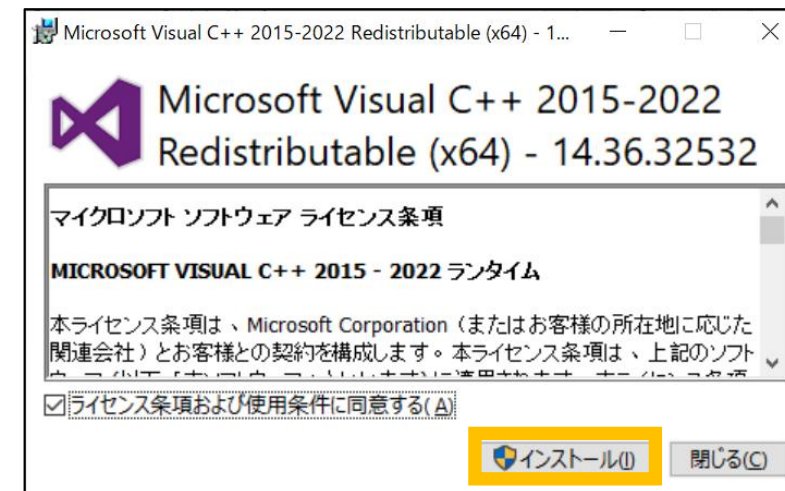 Microsoft Visual C++ 2015-2022 Redistributable (x64) - 1...
Microsoft Visual C++ 2015-2022
Redistributable (x64) - 14.36.32532
マイクロソフト ソフトウェア ライセンス条項
MICROSOFT VISUAL C++ 2015 - 2022 ランタイム
本ライセンス条項は、Microsoft Corporation（またはお客様の所在地に応じた
関連会社）とお客様との契約を構成します。本ライセンス条項は、上記のソフト
ライセンス条項および使用条件に同意する(A)
インストール(I)
閉じる(C)